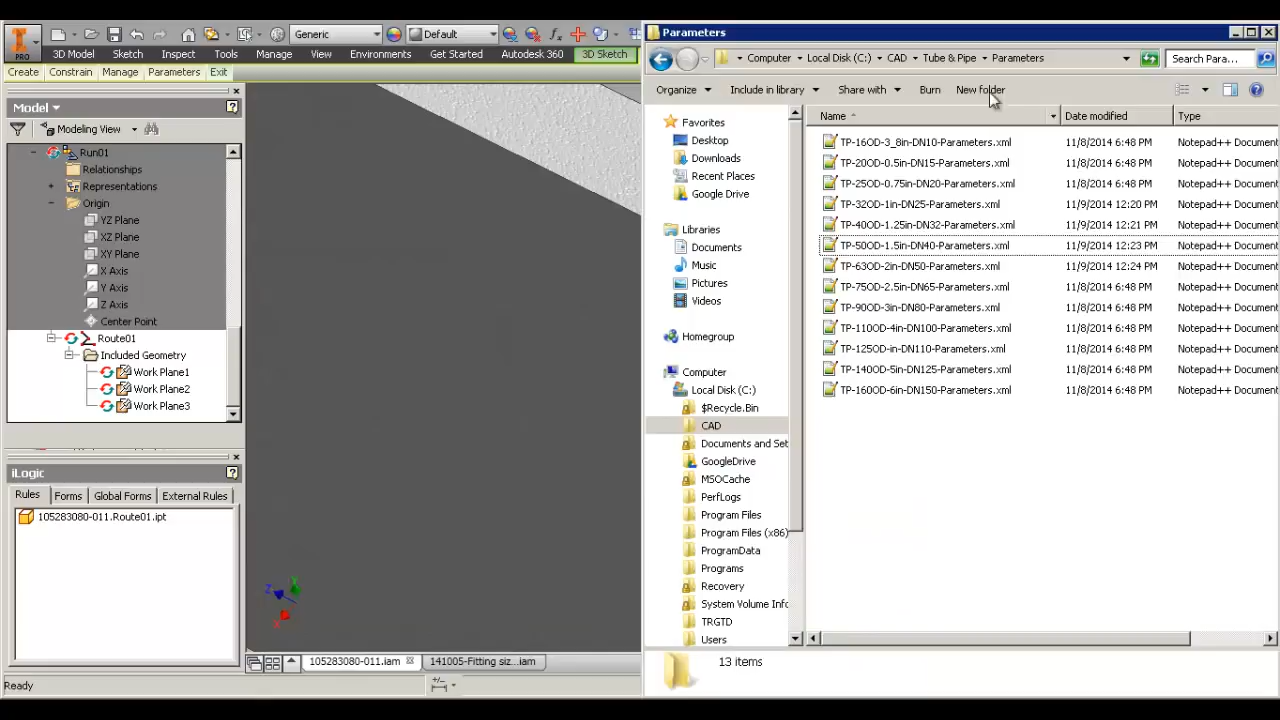 PRO
Generic
Default
3D Model Sketch Inspect Tools Manage View Environments Get Started Autodesk 360 3D Sketch
Create Constrain Manage Parameters Exit
Model
Modeling View
Run01
Relationships
Representations
Origin
YZ Plane
XZ Plane
XY Plane
X Axis
Y Axis
Z Axis
Center Point
Route01
Included Geometry
Work Plane1
Work Plane2
Work Plane3
iLogic
Rules Forms Global Forms External Rules
105283080-011.Route01.ipt
Z Y X
105283080-011.iam 141005-Fitting siz...iam
Ready
Parameters
Computer Local Disk (C:) CAD Tube & Pipe Parameters Search Para...
Organize Include in library Share with Burn New folder
Favorites
Desktop
Downloads
Recent Places
Google Drive
Libraries
Documents
Music
Pictures
Videos
Homegroup
Computer
Local Disk (C:)
$Recycle.Bin
CAD
Documents and Set
GoogleDrive
MSOCache
PerfLogs
Program Files
Program Files (x86)
ProgramData
Programs
Recovery
System Volume Info
TRGTD
Users
Name Date modified Type
TP-16OD-3_8in-DN10-Parameters.xml 11/8/2014 6:48 PM Notepad++ Document
TP-20OD-0.5in-DN15-Parameters.xml 11/8/2014 6:48 PM Notepad++ Document
TP-25OD-0.75in-DN20-Parameters.xml 11/8/2014 6:48 PM Notepad++ Document
TP-32OD-1in-DN25-Parameters.xml 11/9/2014 12:20 PM Notepad++ Document
TP-40OD-1.25in-DN32-Parameters.xml 11/9/2014 12:21 PM Notepad++ Document
TP-50OD-1.5in-DN40-Parameters.xml 11/9/2014 12:23 PM Notepad++ Document
TP-63OD-2in-DN50-Parameters.xml 11/9/2014 12:24 PM Notepad++ Document
TP-75OD-2.5in-DN65-Parameters.xml 11/8/2014 6:48 PM Notepad++ Document
TP-90OD-3in-DN80-Parameters.xml 11/8/2014 6:48 PM Notepad++ Document
TP-110OD-4in-DN100-Parameters.xml 11/8/2014 6:48 PM Notepad++ Document
TP-125OD-in-DN110-Parameters.xml 11/8/2014 6:48 PM Notepad++ Document
TP-140OD-5in-DN125-Parameters.xml 11/8/2014 6:48 PM Notepad++ Document
TP-160OD-6in-DN150-Parameters.xml 11/8/2014 6:48 PM Notepad++ Document
13 items